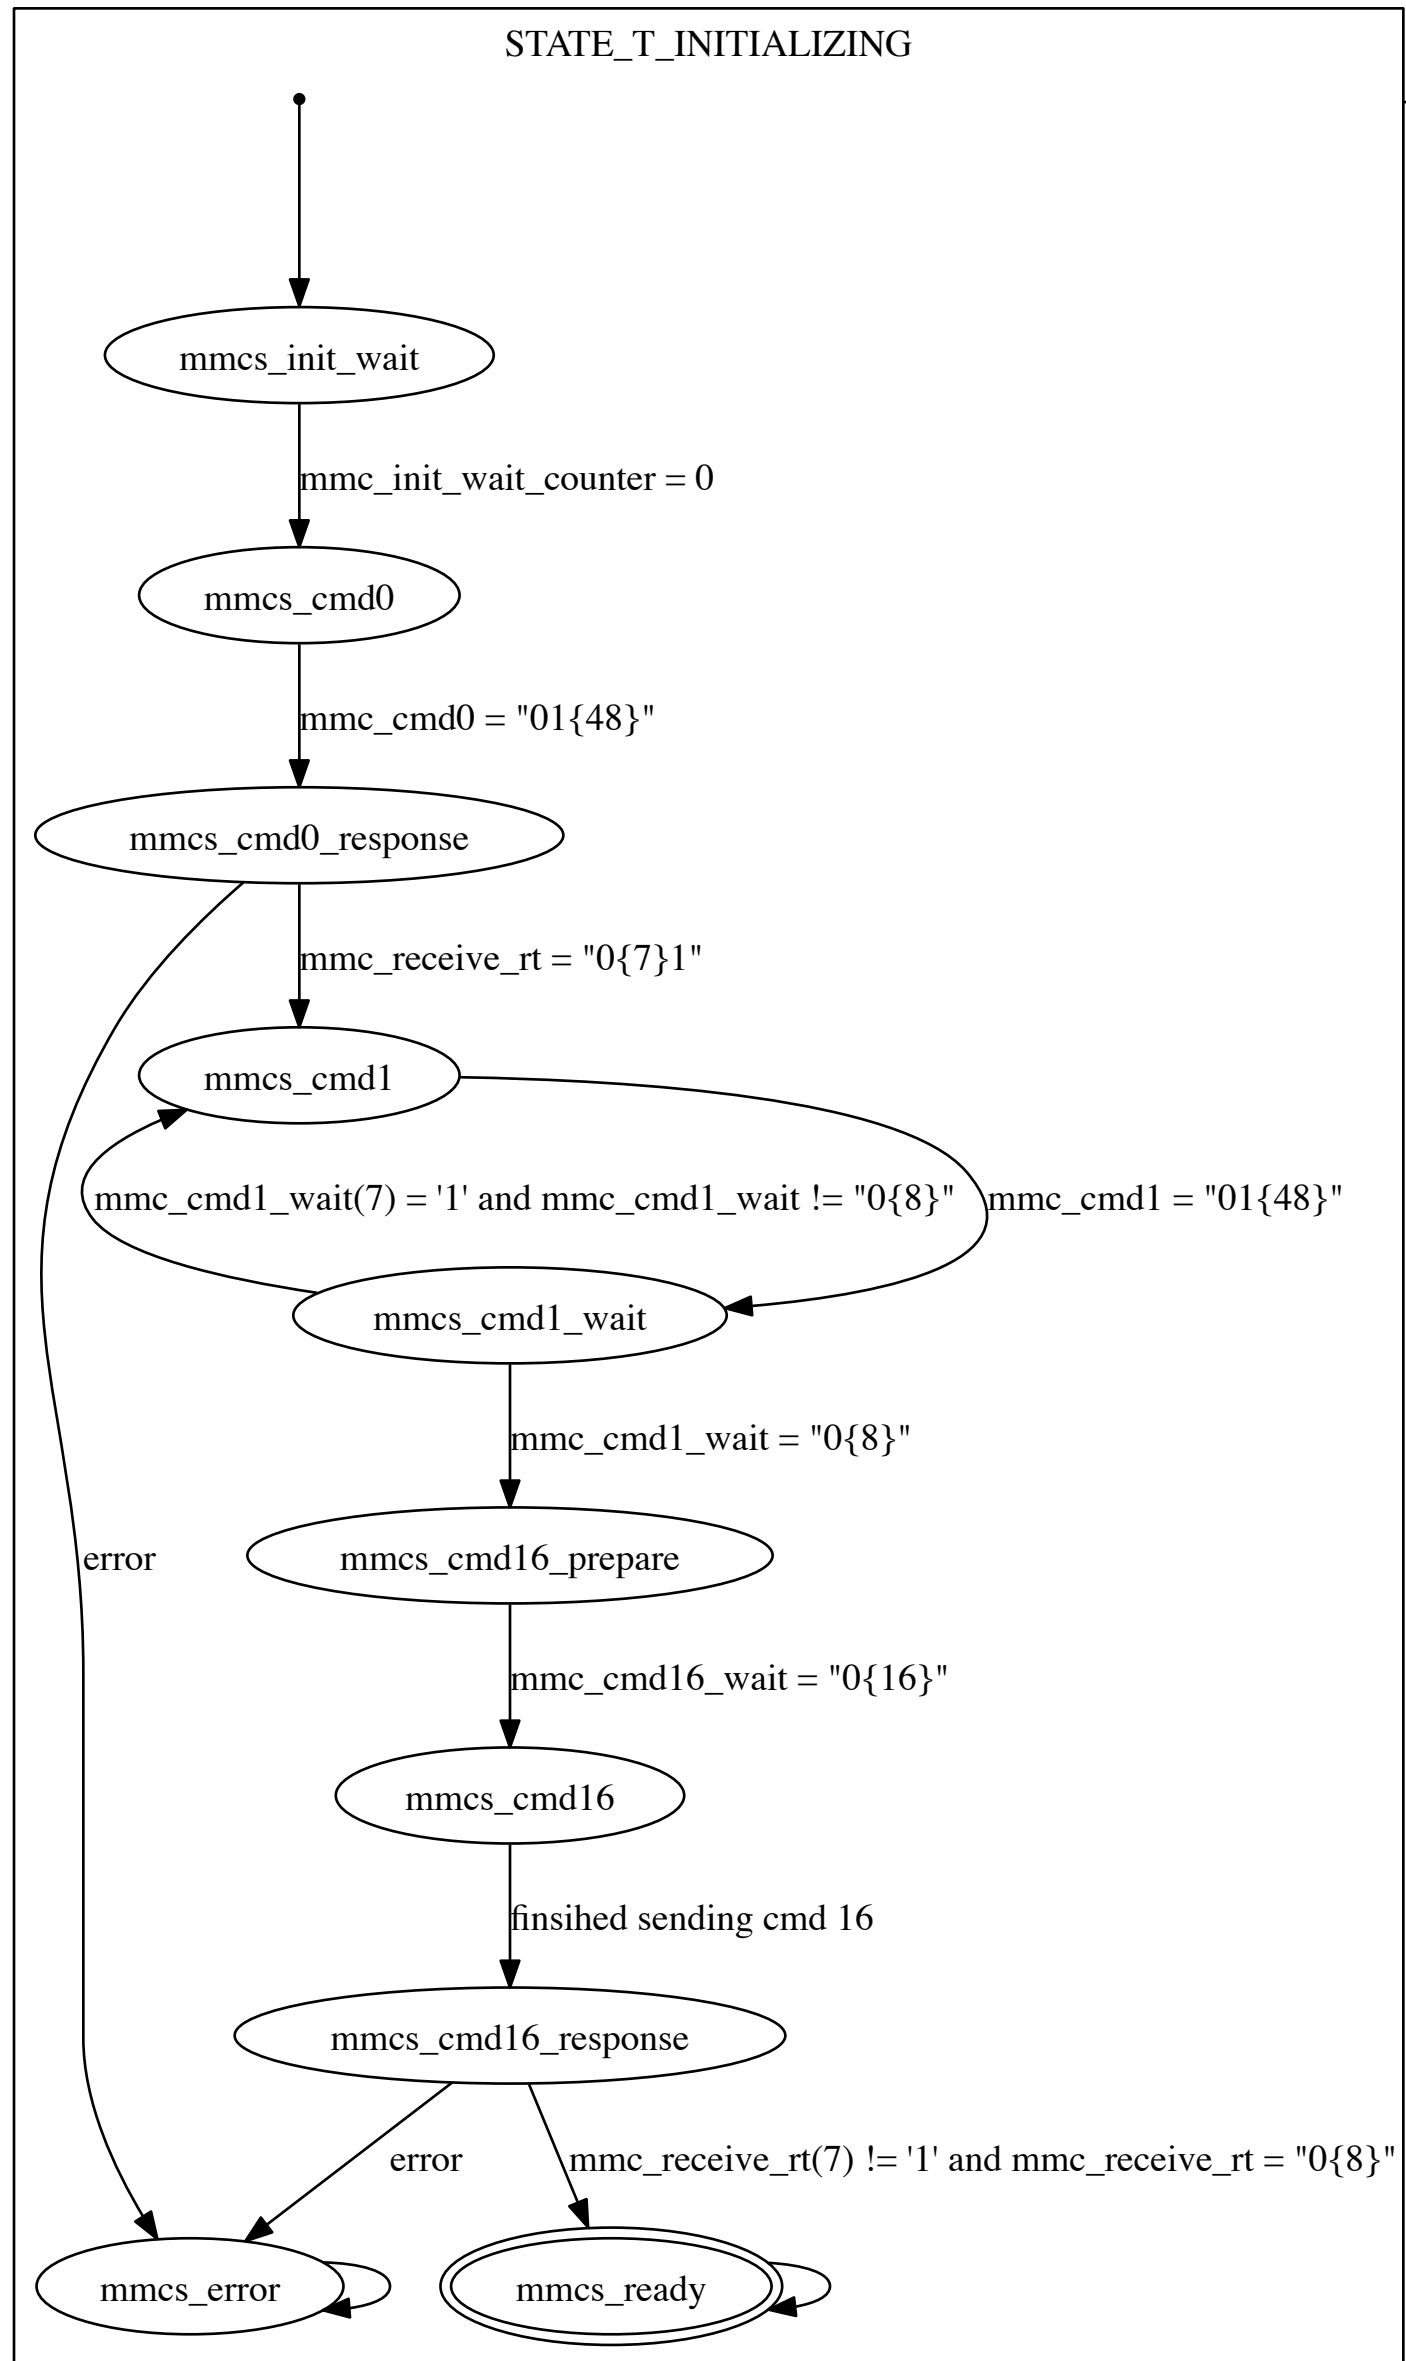 STATE_T_INITIALIZING
mmcs_init_wait
mmc_init_wait_counter = 0
mmcs_cmd0
mmc_cmd0 = "01{48}"
mmcs_cmd0_response
mmc_receive_rt = "0{7}1"
mmcs_cmd1
mmc_cmd1_wait(7) = '1' and mmc_cmd1_wait != "0{8}"
mmc_cmd1 = "01{48}"
mmcs_cmd1_wait
mmc_cmd1_wait = "0{8}"
error
mmcs_cmd16_prepare
mmc_cmd16_wait = "0{16}"
mmcs_cmd16
finsihed sending cmd 16
mmcs_cmd16_response
error
mmc_receive_rt(7) != '1' and mmc_receive_rt = "0{8}"
mmcs_error
mmcs_ready